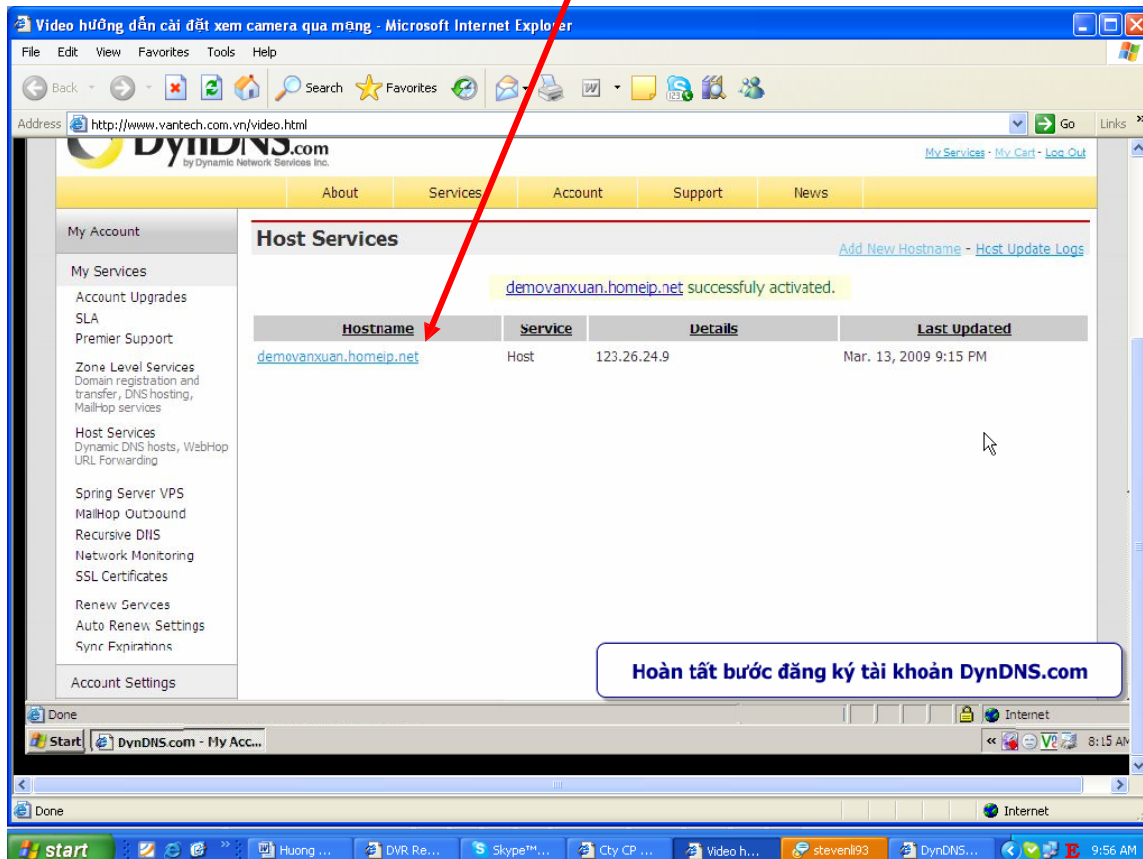 Video hướng dẫn cài đặt xem camera qua mạng - Microsoft Internet Explorer
File Edit View Favorites Tools Help
Back Search Favorites
Address http://www.vantech.com.vn/video.html Go Links »
DynDNS.com
by Dynamic Network Services Inc.
My Services - My Cart - Log Out
About Services Account Support News
My Account
Host Services
Add New Hostname - Host Update Logs
My Services
demovanxuan.homeip.net successfuly activated.
Account Upgrades
SLA
Premier Support
Hostname Service Details Last Updated
demovanxuan.homeip.net Host 123.26.24.9 Mar. 13, 2009 9:15 PM
Zone Level Services
Domain registration and
transfer, DNS hosting,
MailHop services
Host Services
Dynamic DNS hosts, WebHop
URL Forwarding
Spring Server VPS
MailHop Outbound
Recursive DNS
Network Monitoring
SSL Certificates
Renew Services
Auto Renew Settings
Sync Expirations
Hoàn tất bước đăng ký tài khoản DynDNS.com
Account Settings
Done Internet
Start DynDNS.com - My Acc... « 8:15 AM
Done Internet
start » Huong ... DVR Re... Skype™... Cty CP ... Video h... stevenli93 DynDNS... 9:56 AM